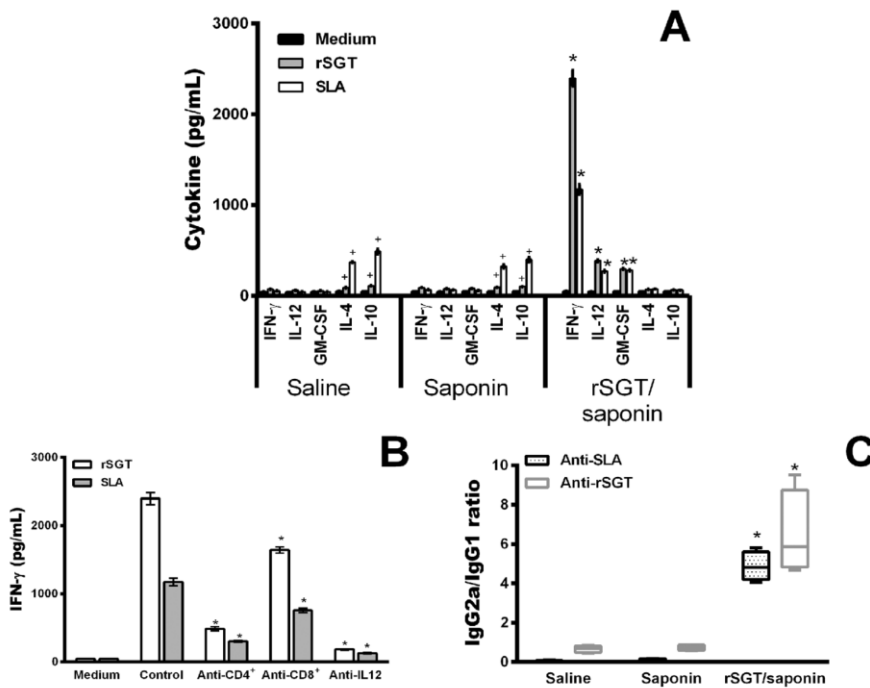 A
Cytokine (pg/mL)
3000
2000
1000
0
Medium
rSGT
SLA
*
*
*
*
**
+
+
+
+
+
+
+
+
IFN-γ IL-12 GM-CSF IL-4 IL-10 IFN-γ IL-12 GM-CSF IL-4 IL-10 IFN-γ IL-12 GM-CSF IL-4 IL-10
Saline Saponin rSGT/
saponin
B
IFN-γ (pg/mL)
3000
2000
1000
0
rSGT
SLA
* * * * * *
Medium Control Anti-CD4+ Anti-CD8+ Anti-IL12
C
IgG2a/IgG1 ratio
10
8
6
4
2
0
Anti-SLA
Anti-rSGT
*
*
Saline Saponin rSGT/saponin